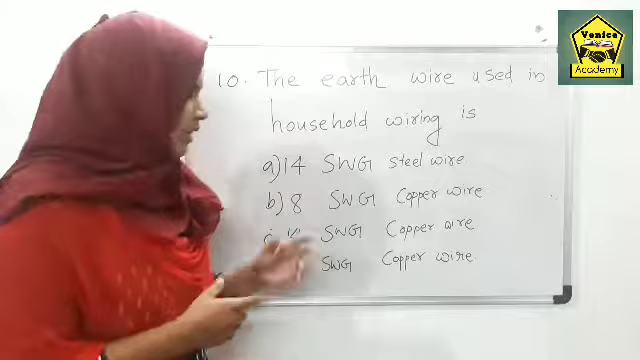 Venice
Academy
10. The earth wire used in
household wiring is
a) 14 SWG Steel wire
b) 8 SWG Copper wire
SWG Copper wire
SWG Copper wire